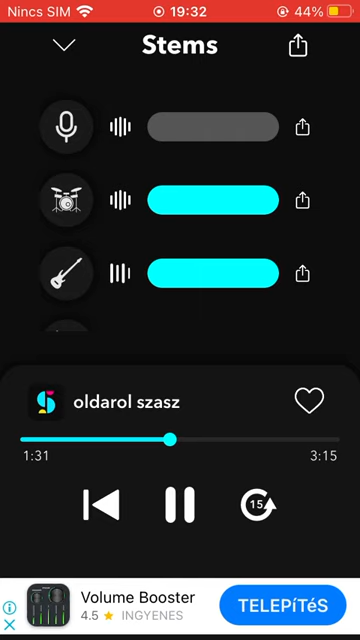 Nincs SIM 19:32 44%
Stems
oldarol szasz
1:31 3:15
15
Volume Booster
4.5 INGYENES
TELEPÍTéS